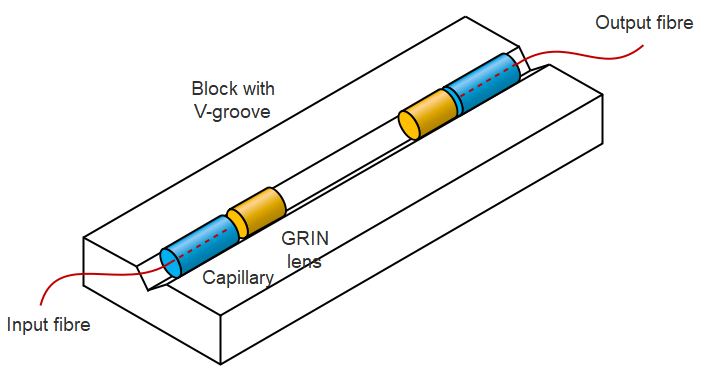 Output fibre
Block with
V-groove
GRIN
lens
Capillary
Input fibre